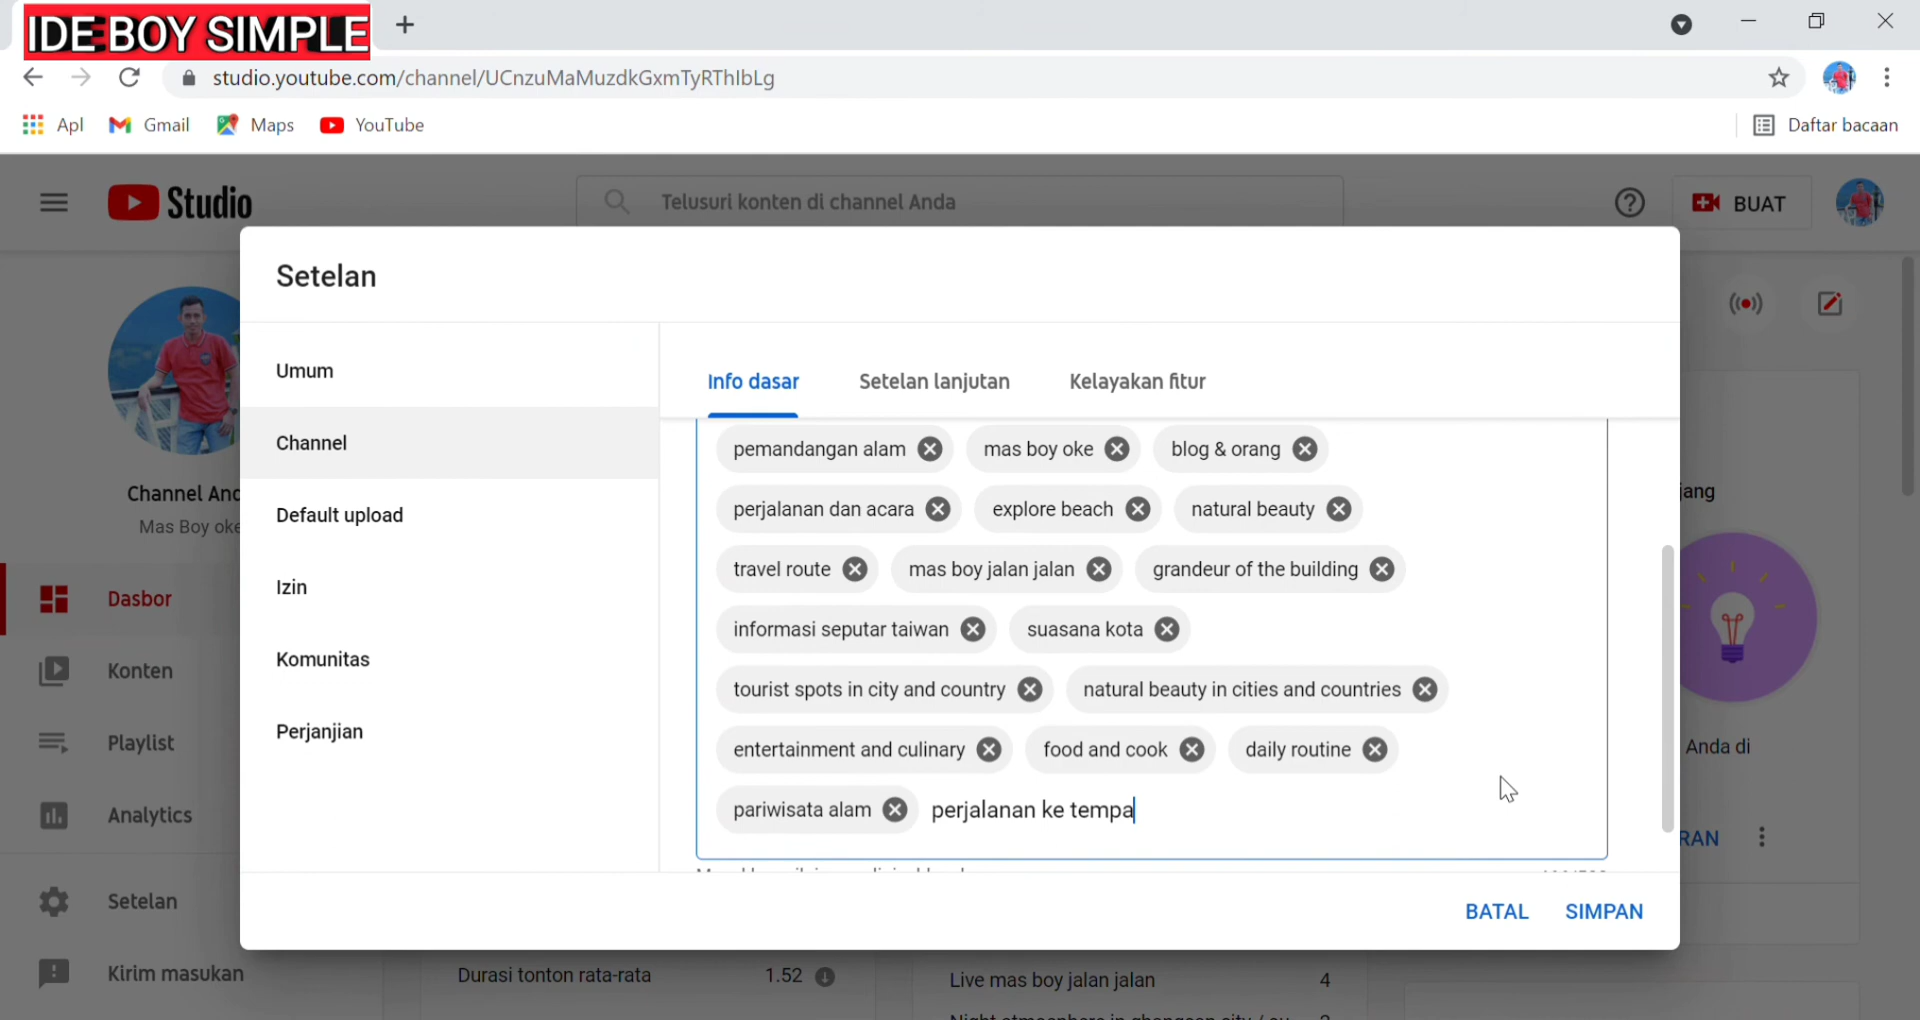 IDE BOY SIMPLE
studio.youtube.com/channel/UCnzuMaMuzdkGxmTyRThlbLg
Apl Gmail Maps YouTube Daftar bacaan
Studio
Telusuri konten di channel Anda
BUAT
Setelan
Umum
Channel
Default upload
Izin
Komunitas
Perjanjian
Info dasar Setelan lanjutan Kelayakan fitur
pemandangan alam mas boy oke blog & orang
perjalanan dan acara explore beach natural beauty
travel route mas boy jalan jalan grandeur of the building
informasi seputar taiwan suasana kota
tourist spots in city and country natural beauty in cities and countries
entertainment and culinary food and cook daily routine
pariwisata alam perjalanan ke tempa
BATAL SIMPAN
Channel
Mas Boy oke
Dasbor
Konten
Playlist
Analytics
Setelan
Kirim masukan
Durasi tonton rata-rata 1.52
Live mas boy jalan jalan 4
Anda di